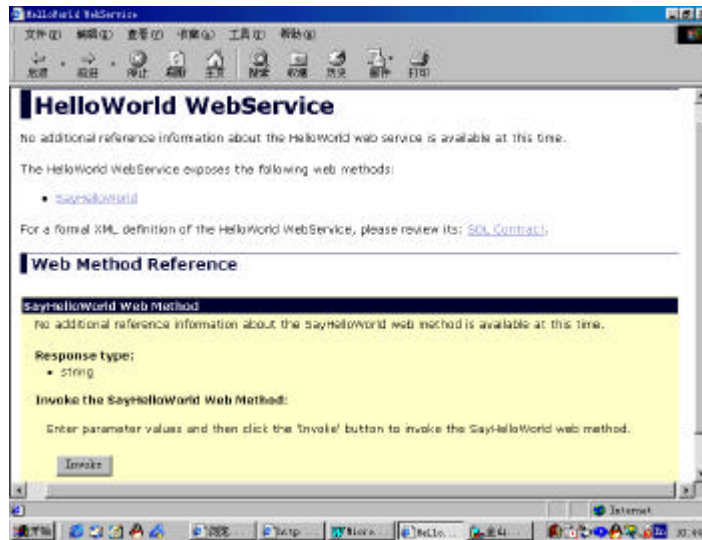 HelloWorld WebService
文件(F) 编辑(E) 查看(V) 收藏(A) 工具(T) 帮助(H)
后退 前进 停止 刷新 主页 搜索 收藏 历史 邮件 打印
HelloWorld WebService
No additional reference information about the HelloWorld web service is available at this time.
The HelloWorld WebService exposes the following web methods:
SayHelloWorld
For a formal XML definition of the HelloWorld WebService, please review its: SDL Contract.
Web Method Reference
SayHelloWorld Web Method
No additional reference information about the SayHelloWorld web method is available at this time.
Response type:
string
Invoke the SayHelloWorld Web Method:
Enter parameter values and then click the 'Invoke' button to invoke the SayHelloWorld web method.
Invoke
Internet
开始 浏览... http ... Micro... Hello...